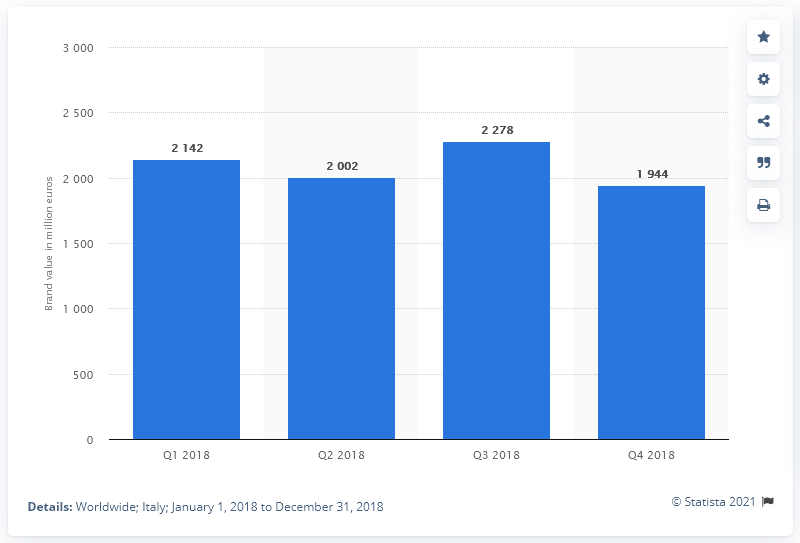 3 000
2 500
2 000
1 500
1 000
500
0
Brand value in million euros
2 142
2 002
2 278
1 944
Q1 2018
Q2 2018
Q3 2018
Q4 2018
Details: Worldwide; Italy; January 1, 2018 to December 31, 2018
© Statista 2021